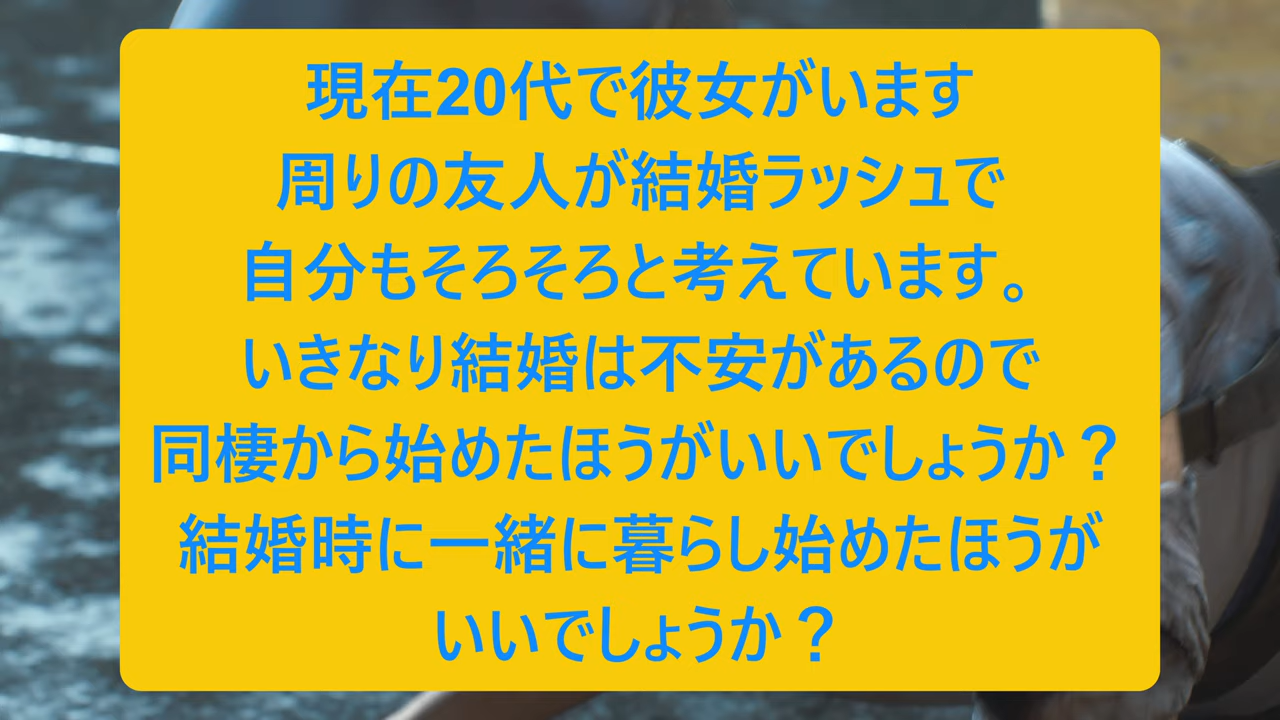 現在20代で彼女がいます
周りの友人が結婚ラッシュで
自分もそろそろと考えています。
いきなり結婚は不安があるので
同棲から始めたほうがいいでしょうか？
結婚時に一緒に暮らし始めたほうが
いいでしょうか？